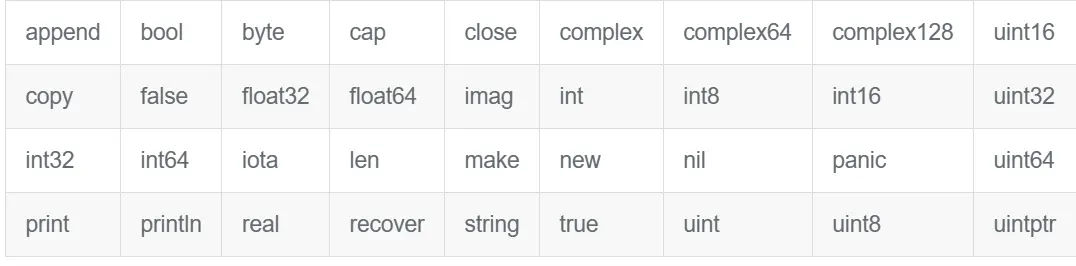 append bool byte cap close complex complex64 complex128 uint16
copy false float32 float64 imag int int8 int16 uint32
int32 int64 iota len make new nil panic uint64
print println real recover string true uint uint8 uintptr